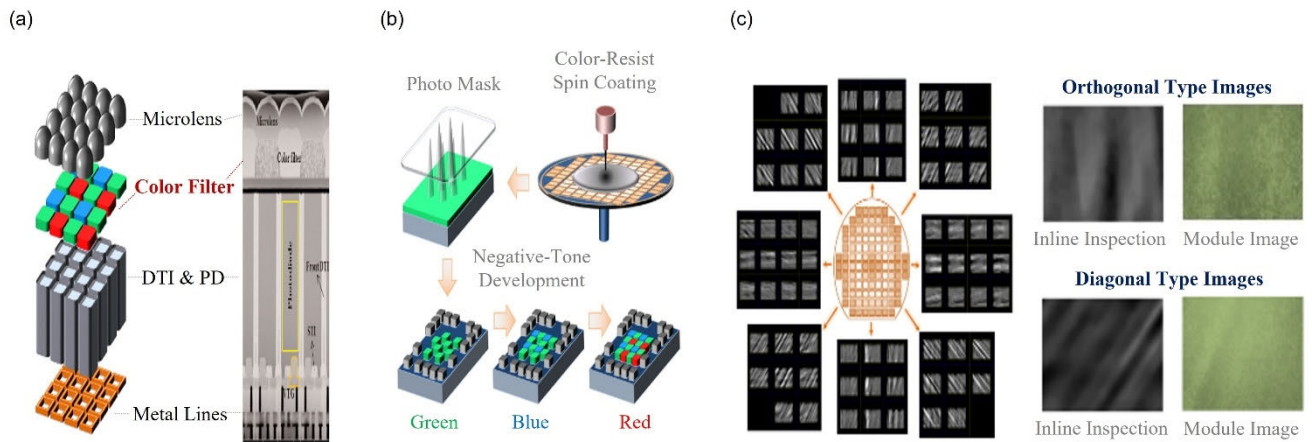 (a)
Microlens
Color Filter
DTI & PD
Metal Lines
Microlens
Color filter
Photodiode
Front DTI
STI
TG
(b)
Photo Mask
Color-Resist
Spin Coating
Negative-Tone
Development
Green
Blue
Red
(c)
Orthogonal Type Images
Inline Inspection
Module Image
Diagonal Type Images
Inline Inspection
Module Image